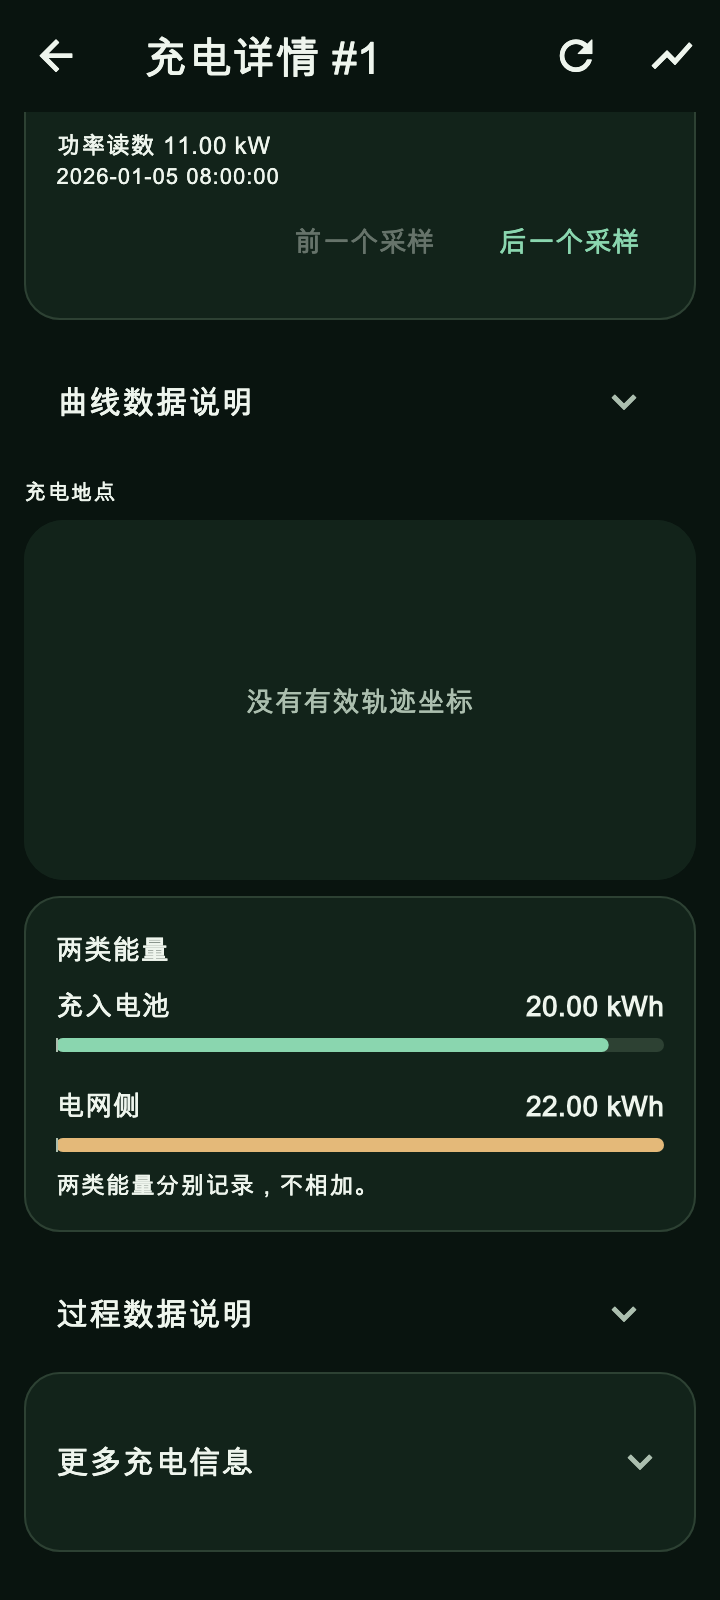 充电详情 #1
功率读数 11.00 kW
2026-01-05 08:00:00
前一个采样 后一个采样
曲线数据说明
充电地点
没有有效轨迹坐标
两类能量
充入电池 20.00 kWh
电网侧 22.00 kWh
两类能量分别记录，不相加。
过程数据说明
更多充电信息